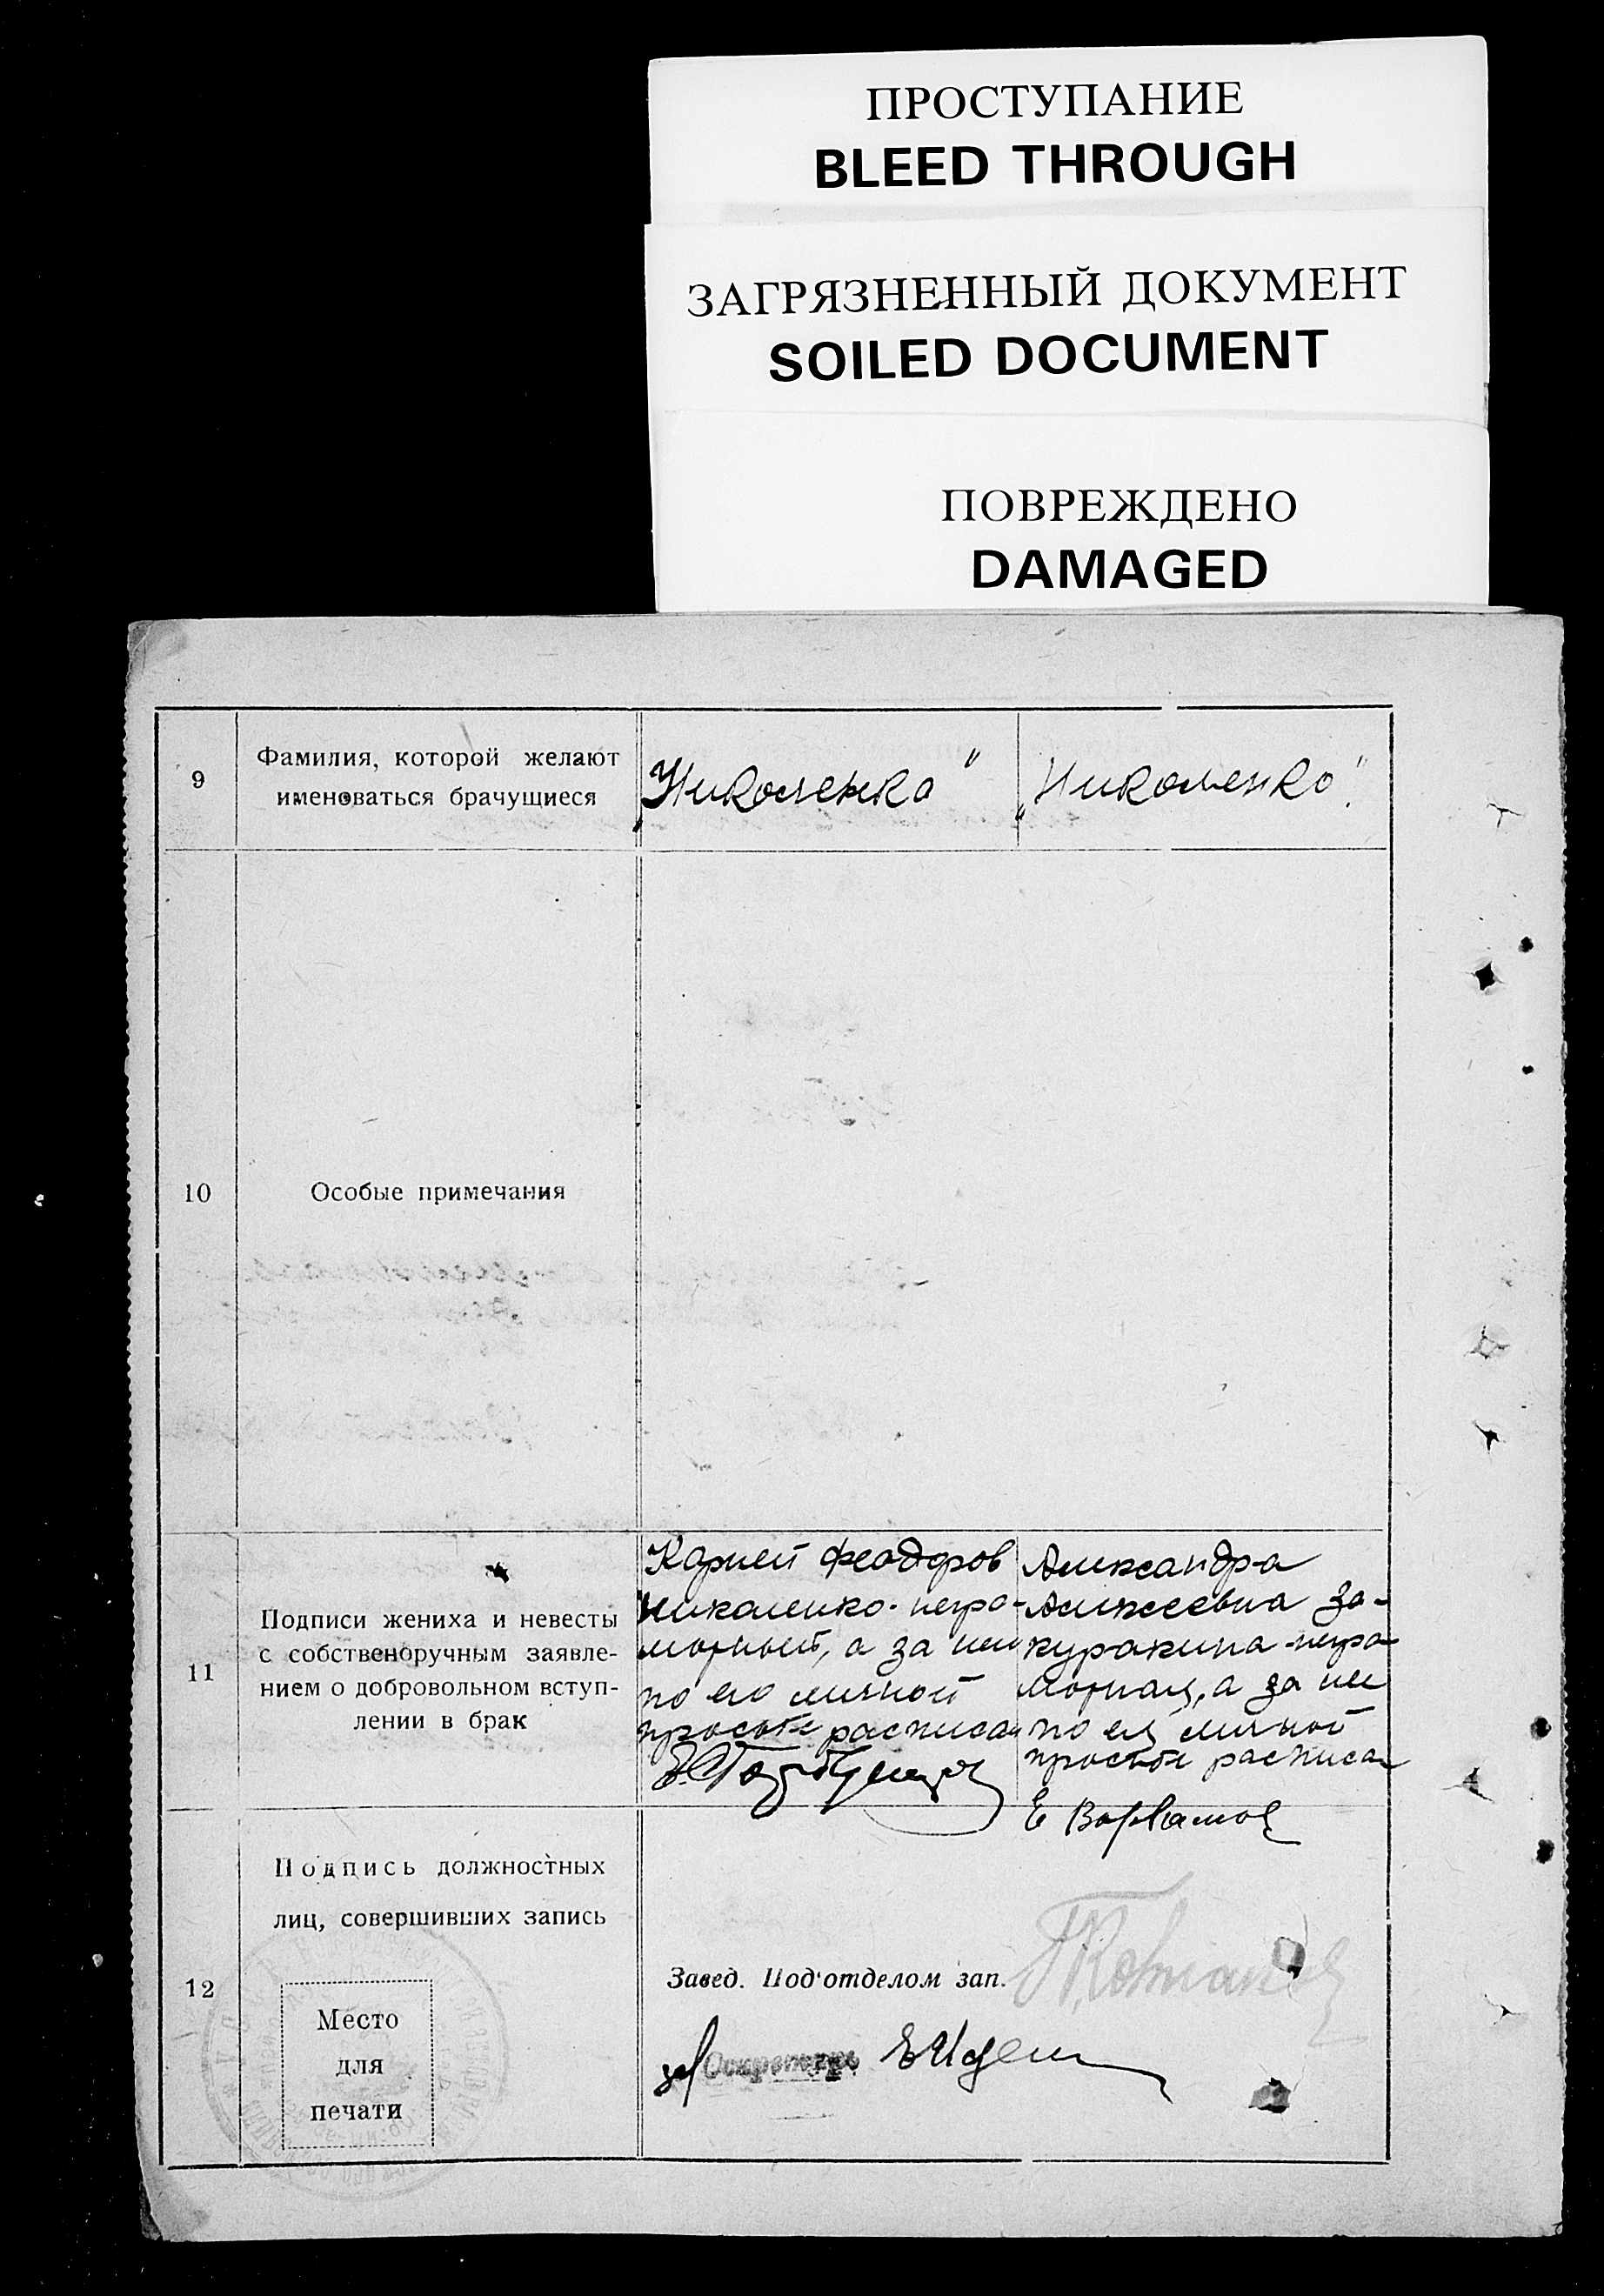 ПРОСТУПАНИЕ
BLEED THROUGH
ЗАГРЯЗНЕННЫЙ ДОКУМЕНТ
SOILED DOCUMENT
ПОВРЕЖДЕНО
DAMAGED
9
Фамилия, которой желают
именоваться брачущиеся
„Николенко"
„Николенко".
10
Особые примечания
11
Подписи жениха и невесты
с собственоручным заявле-
нием о добровольном вступ-
лении в брак
Карней Феодоров
Николенко-негра-
мотный, а за него
по его личной
просьбе расписал
Александра
Алексеевна За-
куракина-негра-
мотная, а за нее
по ея личной
просьбе расписал
Е Варламов
12
Подпись должностных
лиц, совершивших запись
Место
для
печати
Завед. Под'отделом зап.
Секретарь